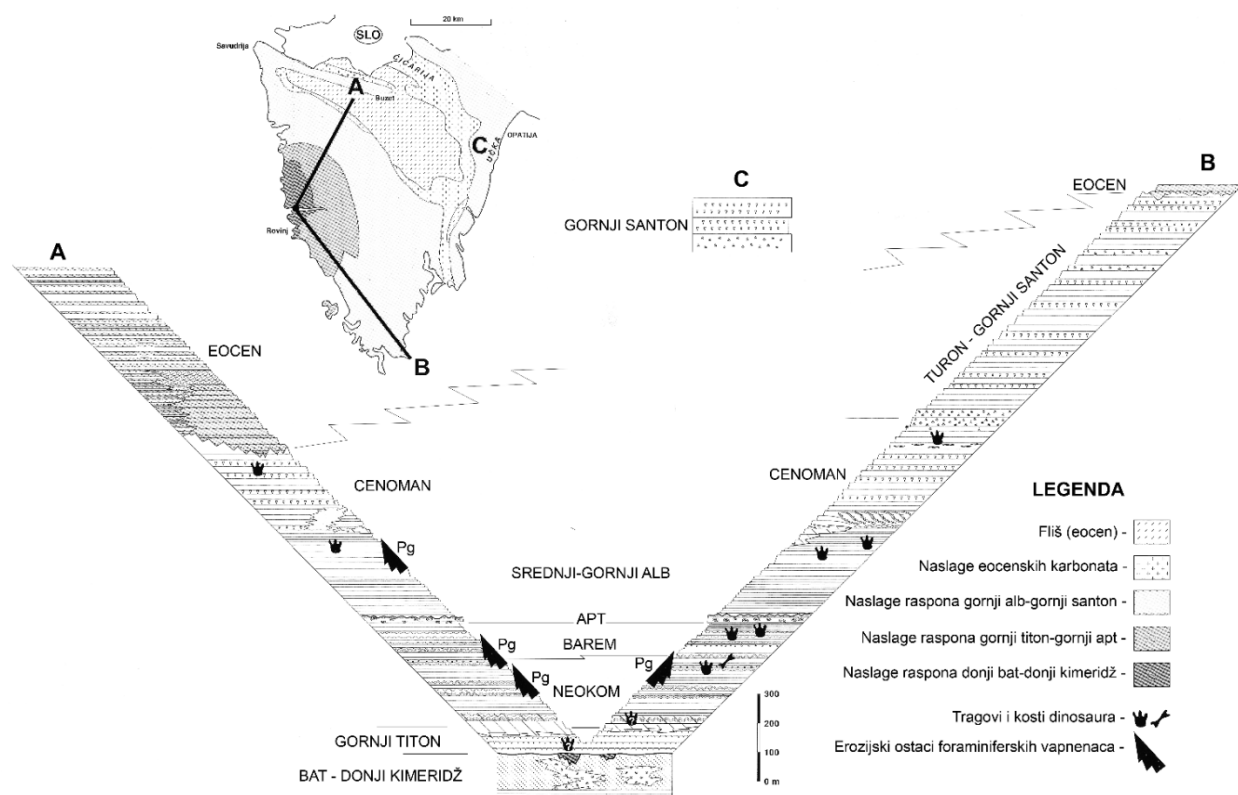 20 km
SLO
Savudrija
ĆIĆARIJA
A
Buzet
C
UČKA
OPATIJA
Rovinj
B
A
C
GORNJI SANTON
B
EOCEN
EOCEN
TURON - GORNJI SANTON
CENOMAN
CENOMAN
Pg
SREDNJI-GORNJI ALB
APT
BAREM
Pg
Pg
Pg
NEOKOM
GORNJI TITON
BAT - DONJI KIMERIDŽ
300
200
100
0 m
LEGENDA
Fliš (eocen) -
Naslage eocenskih karbonata -
Naslage raspona gornji alb-gornji santon -
Naslage raspona gornji titon-gornji apt -
Naslage raspona donji bat-donji kimeridž -
Tragovi i kosti dinosaura -
Erozijski ostaci foraminiferskih vapnenaca -